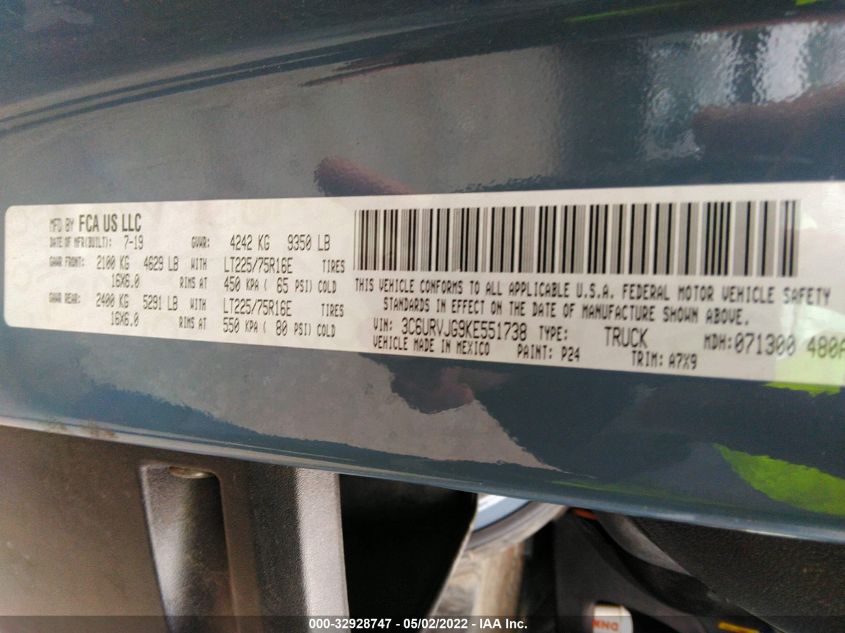 MFD BY FCA US LLC
DATE OF MFR(BUILT): 7-19 GVWR: 4242 KG 9350 LB
GAWR FRONT: 2100 KG 4629 LB WITH LT225/75R16E TIRES
16X6.0 RIMS AT 450 KPA ( 65 PSI) COLD
GAWR REAR: 2400 KG 5291 LB WITH LT225/75R16E TIRES
16X6.0 RIMS AT 550 KPA ( 80 PSI) COLD
THIS VEHICLE CONFORMS TO ALL APPLICABLE U.S.A. FEDERAL MOTOR VEHICLE SAFETY
STANDARDS IN EFFECT ON THE DATE OF MANUFACTURE SHOWN ABOVE.
VIN: 3C6URVJG9KE551738 TYPE: TRUCK MDH:071300 480A
VEHICLE MADE IN MEXICO PAINT: P24 TRIM: A7X9
000-32928747 - 05/02/2022 - IAA Inc.